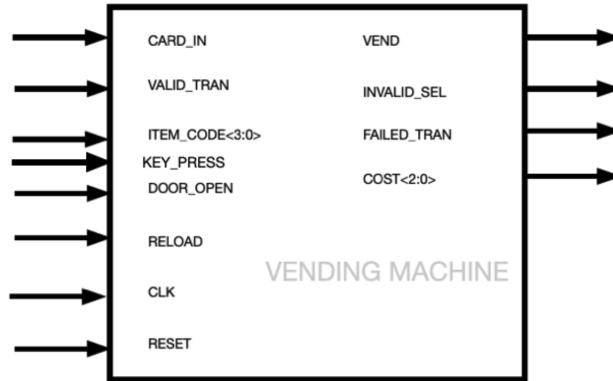 CARD_IN
VEND
VALID_TRAN
INVALID_SEL
ITEM_CODE<3:0>
FAILED_TRAN
KEY_PRESS
DOOR_OPEN
COST<2:0>
RELOAD
VENDING MACHINE
CLK
RESET